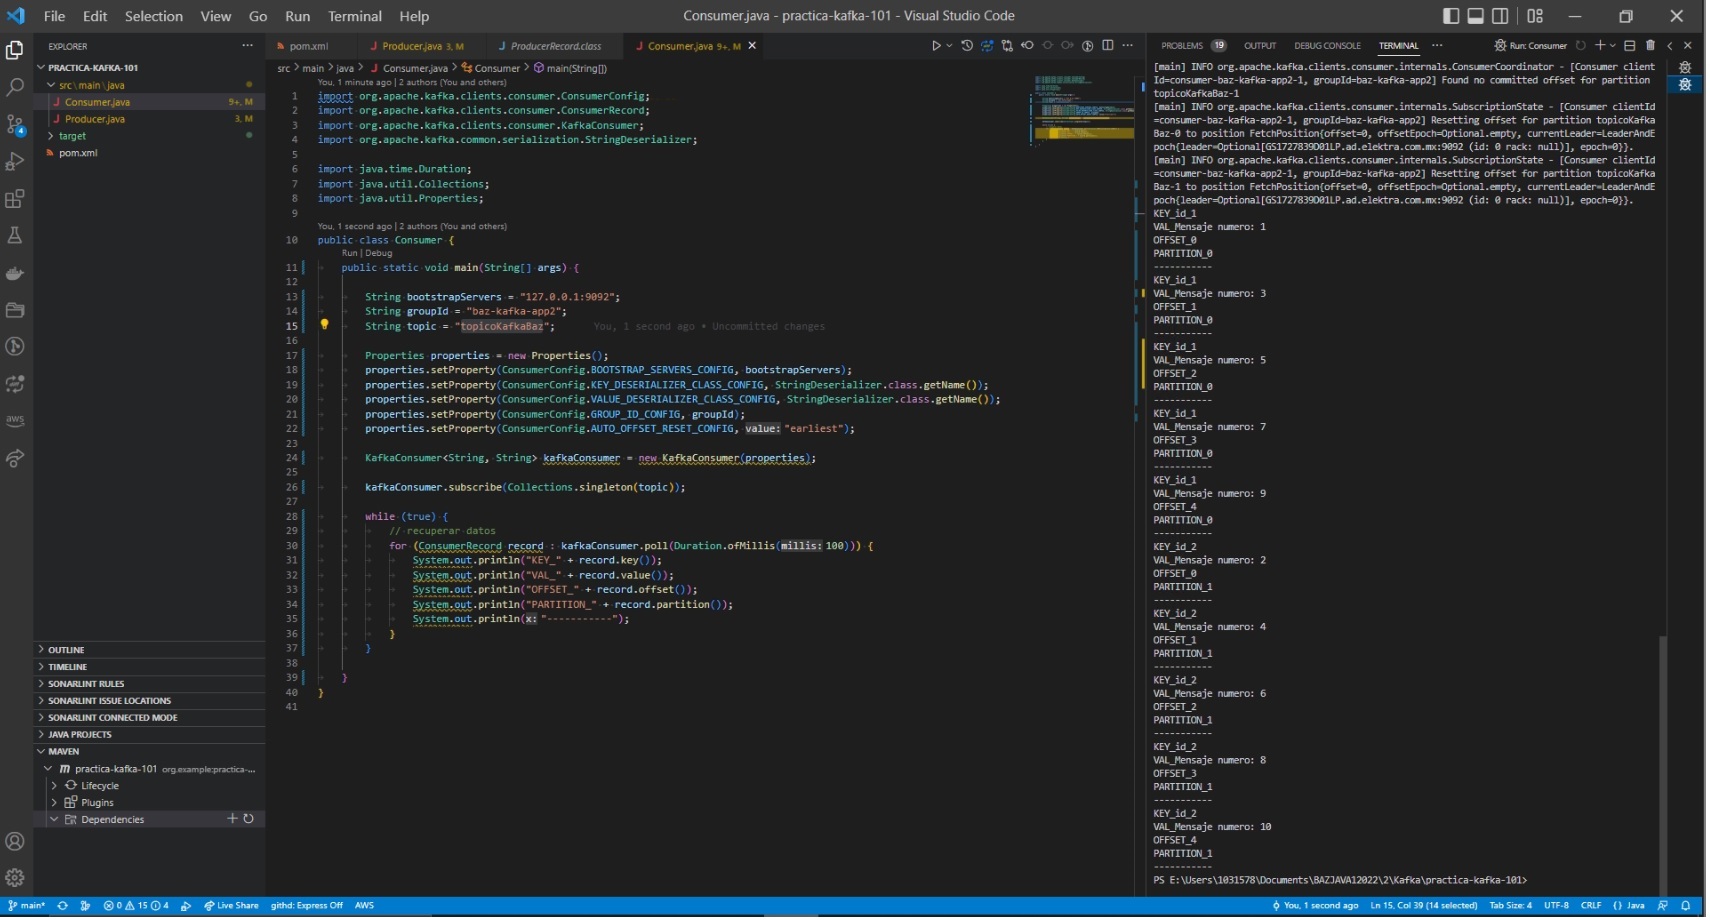 File Edit Selection View Go Run Terminal Help
Consumer.java - practica-kafka-101 - Visual Studio Code
EXPLORER
PRACTICA-KAFKA-101
src\main\java
Consumer.java 9+, M
Producer.java 3, M
target
pom.xml
OUTLINE
TIMELINE
SONARLINT RULES
SONARLINT ISSUE LOCATIONS
SONARLINT CONNECTED MODE
JAVA PROJECTS
MAVEN
practica-kafka-101 org.example:practica-...
Lifecycle
Plugins
Dependencies
aws
4
pom.xml
Producer.java 3, M
ProducerRecord.class
Consumer.java 9+, M
src > main > java > Consumer.java > Consumer > main(String[])
You, 1 minute ago | 2 authors (You and others)
1 import org.apache.kafka.clients.consumer.ConsumerConfig;
2 import org.apache.kafka.clients.consumer.ConsumerRecord;
3 import org.apache.kafka.clients.consumer.KafkaConsumer;
4 import org.apache.kafka.common.serialization.StringDeserializer;
5
6 import java.time.Duration;
7 import java.util.Collections;
8 import java.util.Properties;
9
You, 1 second ago | 2 authors (You and others)
10 public class Consumer {
Run | Debug
11 public static void main(String[] args) {
12
13 String bootstrapServers = "127.0.0.1:9092";
14 String groupId = "baz-kafka-app2";
15 String topic = "topicoKafkaBaz"; You, 1 second ago • Uncommitted changes
16
17 Properties properties = new Properties();
18 properties.setProperty(ConsumerConfig.BOOTSTRAP_SERVERS_CONFIG, bootstrapServers);
19 properties.setProperty(ConsumerConfig.KEY_DESERIALIZER_CLASS_CONFIG, StringDeserializer.class.getName());
20 properties.setProperty(ConsumerConfig.VALUE_DESERIALIZER_CLASS_CONFIG, StringDeserializer.class.getName());
21 properties.setProperty(ConsumerConfig.GROUP_ID_CONFIG, groupId);
22 properties.setProperty(ConsumerConfig.AUTO_OFFSET_RESET_CONFIG, value: "earliest");
23
24 KafkaConsumer<String, String> kafkaConsumer = new KafkaConsumer(properties);
25
26 kafkaConsumer.subscribe(Collections.singleton(topic));
27
28 while (true) {
29 // recuperar datos
30 for (ConsumerRecord record : kafkaConsumer.poll(Duration.ofMillis(millis: 100))) {
31 System.out.println("KEY_" + record.key());
32 System.out.println("VAL_" + record.value());
33 System.out.println("OFFSET_" + record.offset());
34 System.out.println("PARTITION_" + record.partition());
35 System.out.println(x: "-----------");
36 }
37 }
38
39 }
40 }
41
PROBLEMS 19 OUTPUT DEBUG CONSOLE TERMINAL
Run: Consumer
[main] INFO org.apache.kafka.clients.consumer.internals.ConsumerCoordinator - [Consumer client
Id=consumer-baz-kafka-app2-1, groupId=baz-kafka-app2] Found no committed offset for partition
topicoKafkaBaz-1
[main] INFO org.apache.kafka.clients.consumer.internals.SubscriptionState - [Consumer clientId
=consumer-baz-kafka-app2-1, groupId=baz-kafka-app2] Resetting offset for partition topicoKafka
Baz-0 to position FetchPosition{offset=0, offsetEpoch=Optional.empty, currentLeader=LeaderAndE
poch{leader=Optional[GS1727839D01LP.ad.elektra.com.mx:9092 (id: 0 rack: null)], epoch=0}}.
[main] INFO org.apache.kafka.clients.consumer.internals.SubscriptionState - [Consumer clientId
=consumer-baz-kafka-app2-1, groupId=baz-kafka-app2] Resetting offset for partition topicoKafka
Baz-1 to position FetchPosition{offset=0, offsetEpoch=Optional.empty, currentLeader=LeaderAndE
poch{leader=Optional[GS1727839D01LP.ad.elektra.com.mx:9092 (id: 0 rack: null)], epoch=0}}.
KEY_id_1
VAL_Mensaje numero: 1
OFFSET_0
PARTITION_0
-----------
KEY_id_1
VAL_Mensaje numero: 3
OFFSET_1
PARTITION_0
-----------
KEY_id_1
VAL_Mensaje numero: 5
OFFSET_2
PARTITION_0
-----------
KEY_id_1
VAL_Mensaje numero: 7
OFFSET_3
PARTITION_0
-----------
KEY_id_1
VAL_Mensaje numero: 9
OFFSET_4
PARTITION_0
-----------
KEY_id_2
VAL_Mensaje numero: 2
OFFSET_0
PARTITION_1
-----------
KEY_id_2
VAL_Mensaje numero: 4
OFFSET_1
PARTITION_1
-----------
KEY_id_2
VAL_Mensaje numero: 6
OFFSET_2
PARTITION_1
-----------
KEY_id_2
VAL_Mensaje numero: 8
OFFSET_3
PARTITION_1
-----------
KEY_id_2
VAL_Mensaje numero: 10
OFFSET_4
PARTITION_1
-----------
PS E:\Users\1031578\Documents\BAZJAVA12022\2\Kafka\practica-kafka-101>
main* 0 15 4 Live Share githd: Express Off AWS
You, 1 second ago Ln 15, Col 39 (14 selected) Tab Size: 4 UTF-8 CRLF {} Java